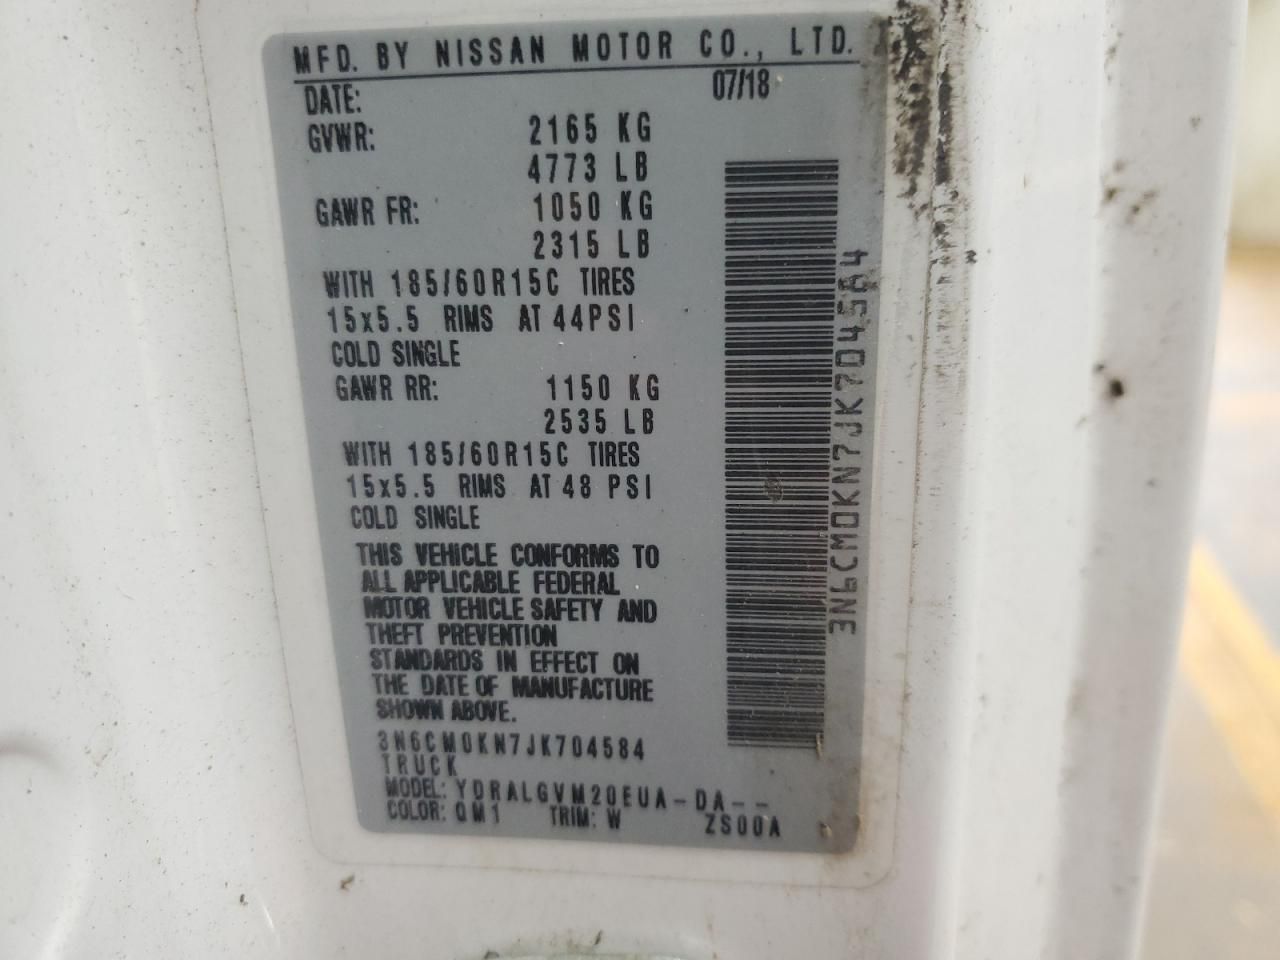 MFD. BY NISSAN MOTOR CO., LTD.
DATE: 07/18
GVWR: 2165 KG
4773 LB
GAWR FR: 1050 KG
2315 LB
WITH 185/60R15C TIRES
15x5.5 RIMS AT 44PSI
COLD SINGLE
GAWR RR: 1150 KG
2535 LB
WITH 185/60R15C TIRES
15x5.5 RIMS AT 48 PSI
COLD SINGLE
THIS VEHICLE CONFORMS TO
ALL APPLICABLE FEDERAL
MOTOR VEHICLE SAFETY AND
THEFT PREVENTION
STANDARDS IN EFFECT ON
THE DATE OF MANUFACTURE
SHOWN ABOVE.
3N6CM0KN7JK704584
TRUCK
MODEL: YDRALGVM20EUA-DA--
COLOR: QM1 TRIM: W ZS00A
3N6CM0KN7JK704584